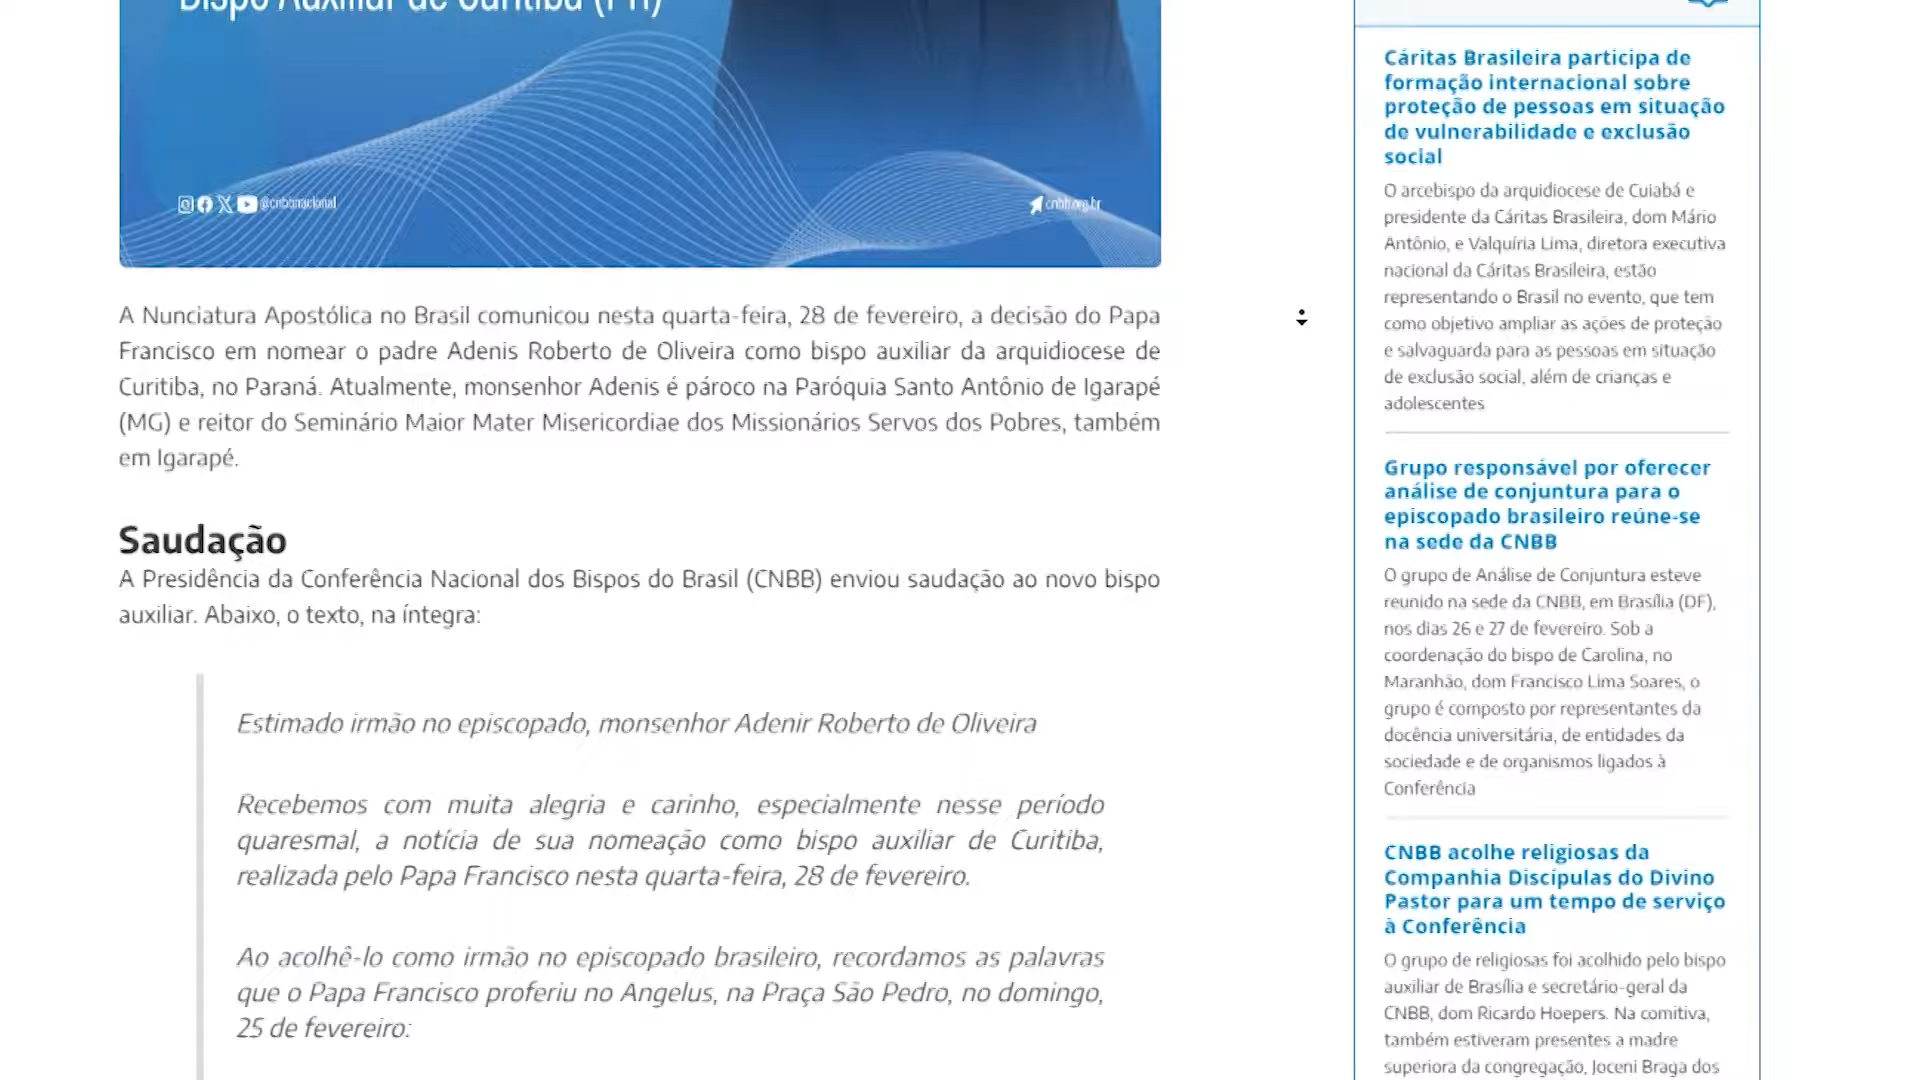 Bispo Auxiliar de Curitiba (PR)
@cnbbnacional
cnbb.org.br
A Nunciatura Apostólica no Brasil comunicou nesta quarta-feira, 28 de fevereiro, a decisão do Papa
Francisco em nomear o padre Adenis Roberto de Oliveira como bispo auxiliar da arquidiocese de
Curitiba, no Paraná. Atualmente, monsenhor Adenis é pároco na Paróquia Santo Antônio de Igarapé
(MG) e reitor do Seminário Maior Mater Misericordiae dos Missionários Servos dos Pobres, também
em Igarapé.
Saudação
A Presidência da Conferência Nacional dos Bispos do Brasil (CNBB) enviou saudação ao novo bispo
auxiliar. Abaixo, o texto, na íntegra:
Estimado irmão no episcopado, monsenhor Adenir Roberto de Oliveira
Recebemos com muita alegria e carinho, especialmente nesse período
quaresmal, a notícia de sua nomeação como bispo auxiliar de Curitiba,
realizada pelo Papa Francisco nesta quarta-feira, 28 de fevereiro.
Ao acolhê-lo como irmão no episcopado brasileiro, recordamos as palavras
que o Papa Francisco proferiu no Angelus, na Praça São Pedro, no domingo,
25 de fevereiro:
Cáritas Brasileira participa de
formação internacional sobre
proteção de pessoas em situação
de vulnerabilidade e exclusão
social
O arcebispo da arquidiocese de Cuiabá e
presidente da Cáritas Brasileira, dom Mário
Antônio, e Valquíria Lima, diretora executiva
nacional da Cáritas Brasileira, estão
representando o Brasil no evento, que tem
como objetivo ampliar as ações de proteção
e salvaguarda para as pessoas em situação
de exclusão social, além de crianças e
adolescentes
Grupo responsável por oferecer
análise de conjuntura para o
episcopado brasileiro reúne-se
na sede da CNBB
O grupo de Análise de Conjuntura esteve
reunido na sede da CNBB, em Brasília (DF),
nos dias 26 e 27 de fevereiro. Sob a
coordenação do bispo de Carolina, no
Maranhão, dom Francisco Lima Soares, o
grupo é composto por representantes da
docência universitária, de entidades da
sociedade e de organismos ligados à
Conferência
CNBB acolhe religiosas da
Companhia Discípulas do Divino
Pastor para um tempo de serviço
à Conferência
O grupo de religiosas foi acolhido pelo bispo
auxiliar de Brasília e secretário-geral da
CNBB, dom Ricardo Hoepers. Na comitiva,
também estiveram presentes a madre
superiora da congregação, Joceni Braga dos